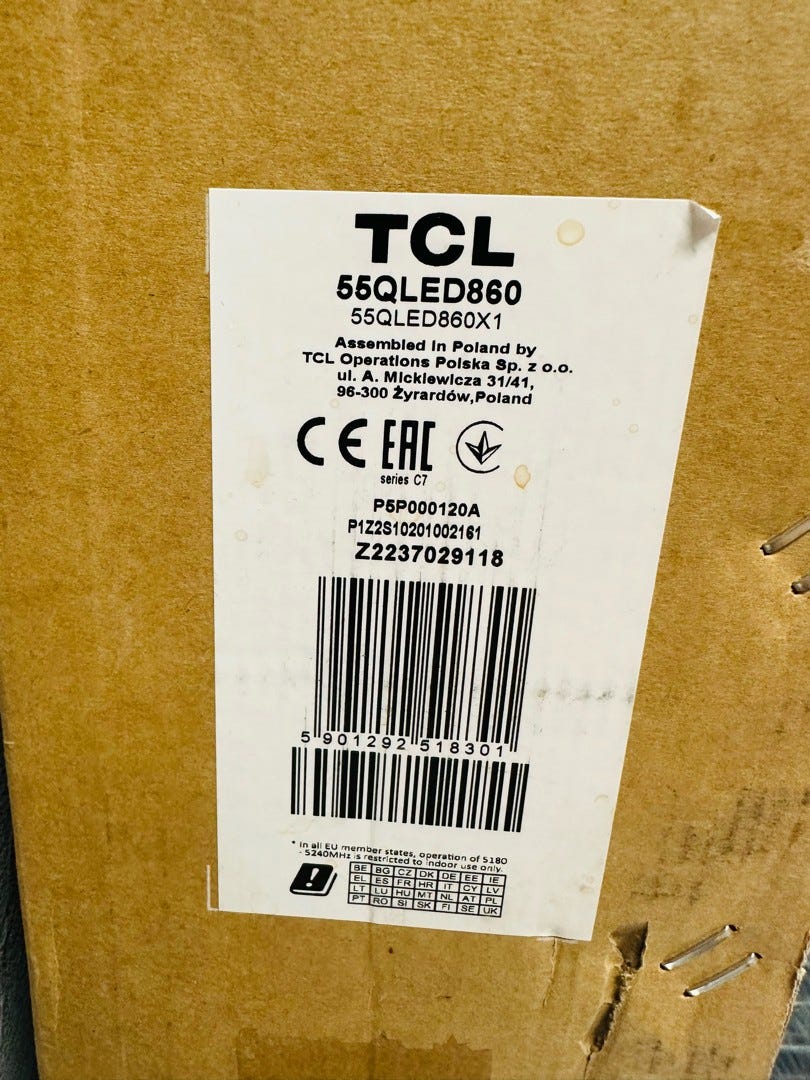 TCL
55QLED860
55QLED860X1
Assembled in Poland by
TCL Operations Polska Sp. z o.o.
ul. A. Mickiewicza 31/41,
96-300 Żyrardów,Poland
CE EAC
series C7
P5P000120A
P1Z2S10201002161
Z2237029118
5 901292 518301
* In all EU member states, operation of 5180
- 5240MHz is restricted to indoor use only.
BE BG CZ DK DE EE IE
EL ES FR HR IT CY LV
LT LU HU MT NL AT PL
PT RO SI SK FI SE UK